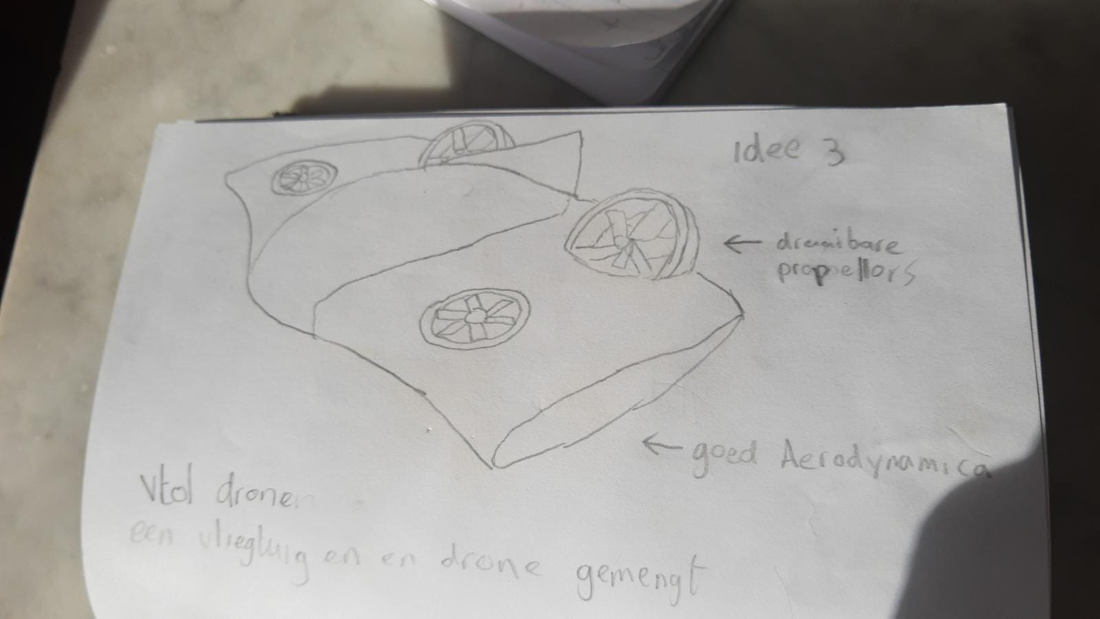 Idee 3
← draaibare
propellors
← goed Aerodynamica
Vtol drone
een vliegtuig en en drone gemengt